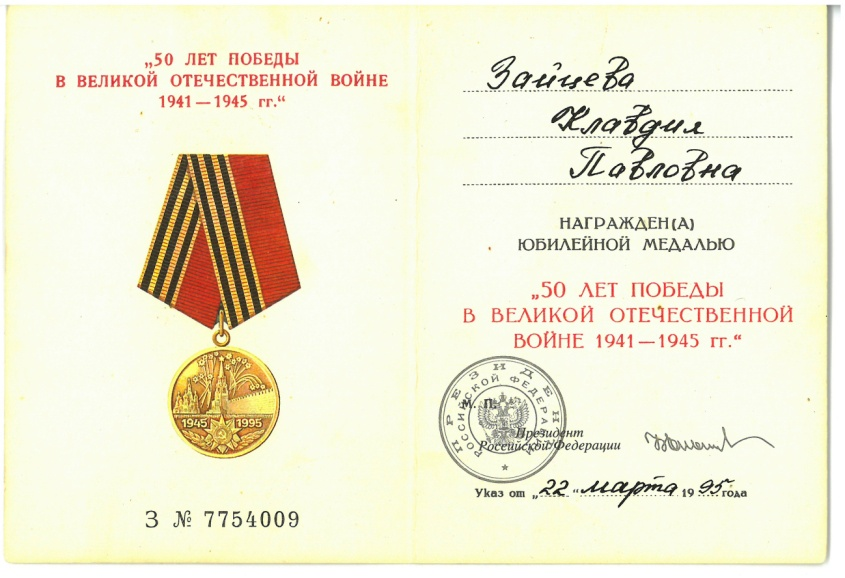 „50 ЛЕТ ПОБЕДЫ
В ВЕЛИКОЙ ОТЕЧЕСТВЕННОЙ ВОЙНЕ
1941—1945 гг.“
1945 1995
З № 7754009
Зайцева
Клавдия
Павловна
НАГРАЖДЕН(А)
ЮБИЛЕЙНОЙ МЕДАЛЬЮ
„50 ЛЕТ ПОБЕДЫ
В ВЕЛИКОЙ ОТЕЧЕСТВЕННОЙ
ВОЙНЕ 1941—1945 гг.“
ПРЕЗИДЕНТ
РОССИЙСКОЙ ФЕДЕРАЦИИ
М. П.
Президент
Российской Федерации
Указ от „22“ марта 1995 года